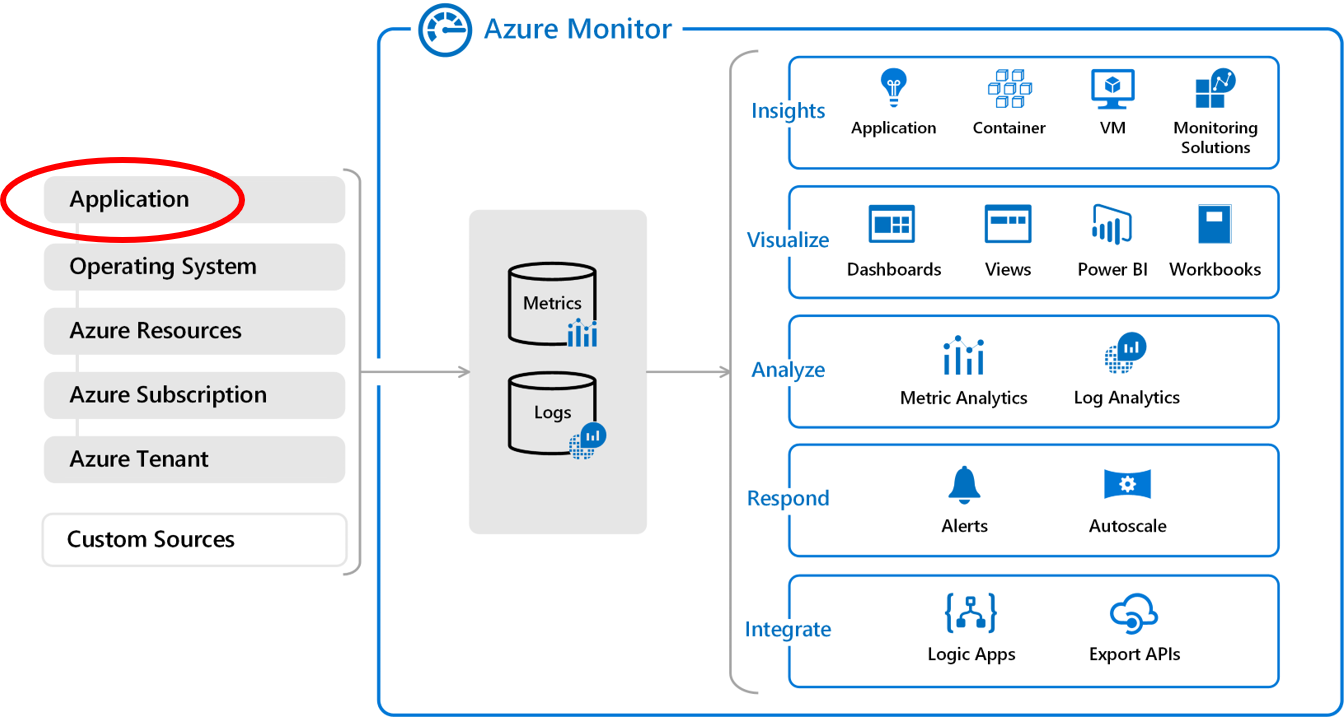 Azure Monitor
Application
Operating System
Azure Resources
Azure Subscription
Azure Tenant
Custom Sources
Metrics
Logs
Insights
Application
Container
VM
Monitoring
Solutions
Visualize
Dashboards
Views
Power BI
Workbooks
Analyze
Metric Analytics
Log Analytics
Respond
Alerts
Autoscale
Integrate
Logic Apps
Export APIs